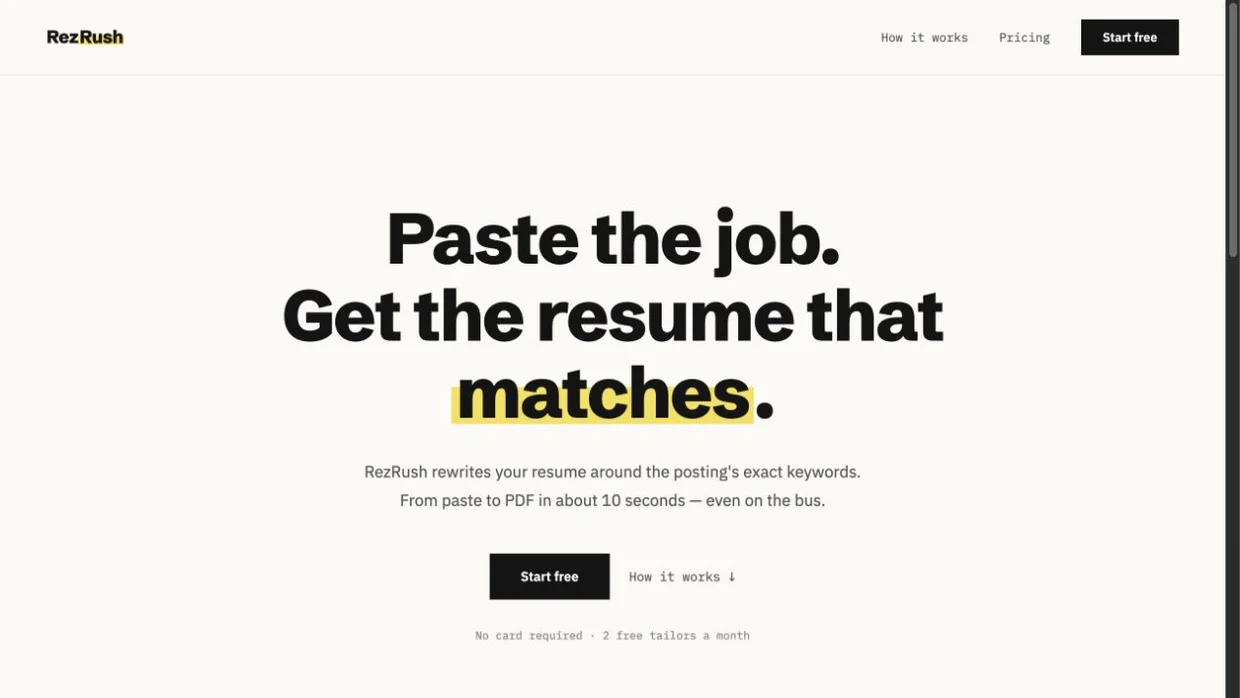 RezRush
How it works
Pricing
Start free
Paste the job.
Get the resume that
matches.
RezRush rewrites your resume around the posting's exact keywords.
From paste to PDF in about 10 seconds — even on the bus.
Start free
How it works ↓
No card required · 2 free tailors a month